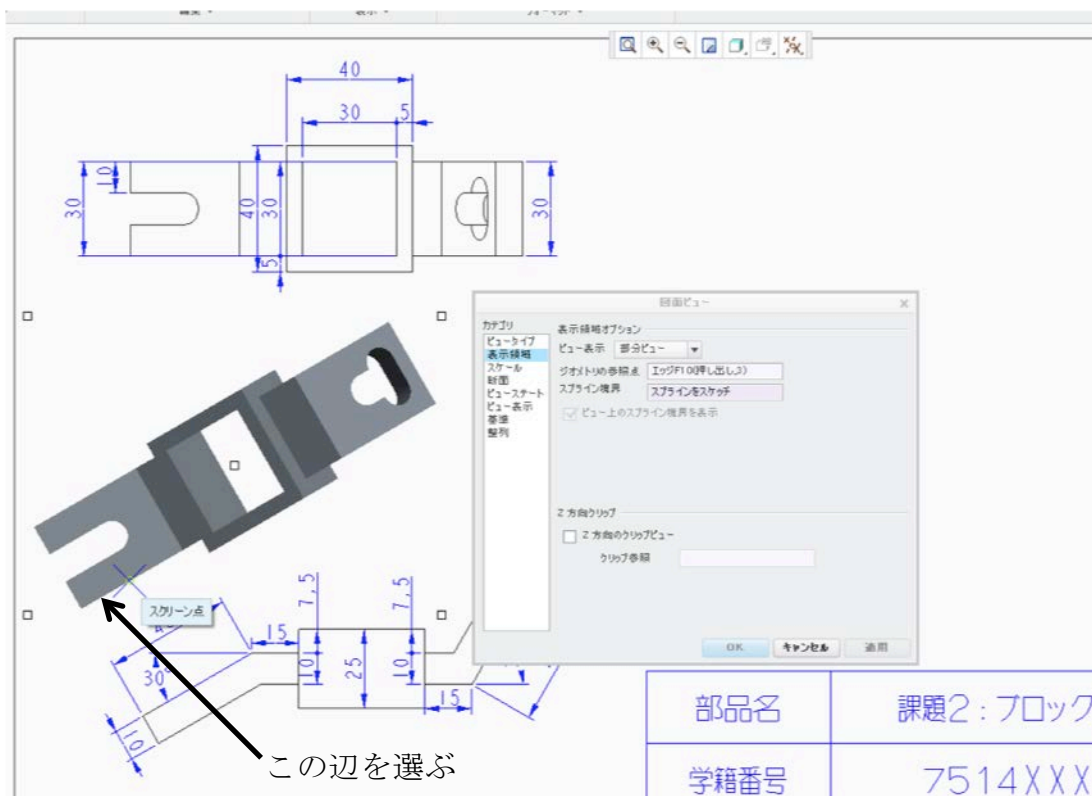 40
30 5
10
30
40
30
30
5
図面ビュー
カテゴリ
ビュータイプ
表示領域
スケール
断面
ビューステート
ビュー表示
基準
整列
表示領域オプション
ビュー表示 部分ビュー
ジオメトリの参照点 エッジ:F10(押し出し_3)
スプライン境界 スプラインをスケッチ
ビュー上のスプライン境界を表示
Z 方向クリップ
Z 方向のクリップビュー
クリップ参照
OK キャンセル 適用
スクリーン点
7,5
7,5
15
30°
10
25
10
15
10
この辺を選ぶ
部品名 課題2：ブロック
学籍番号 7514XXX